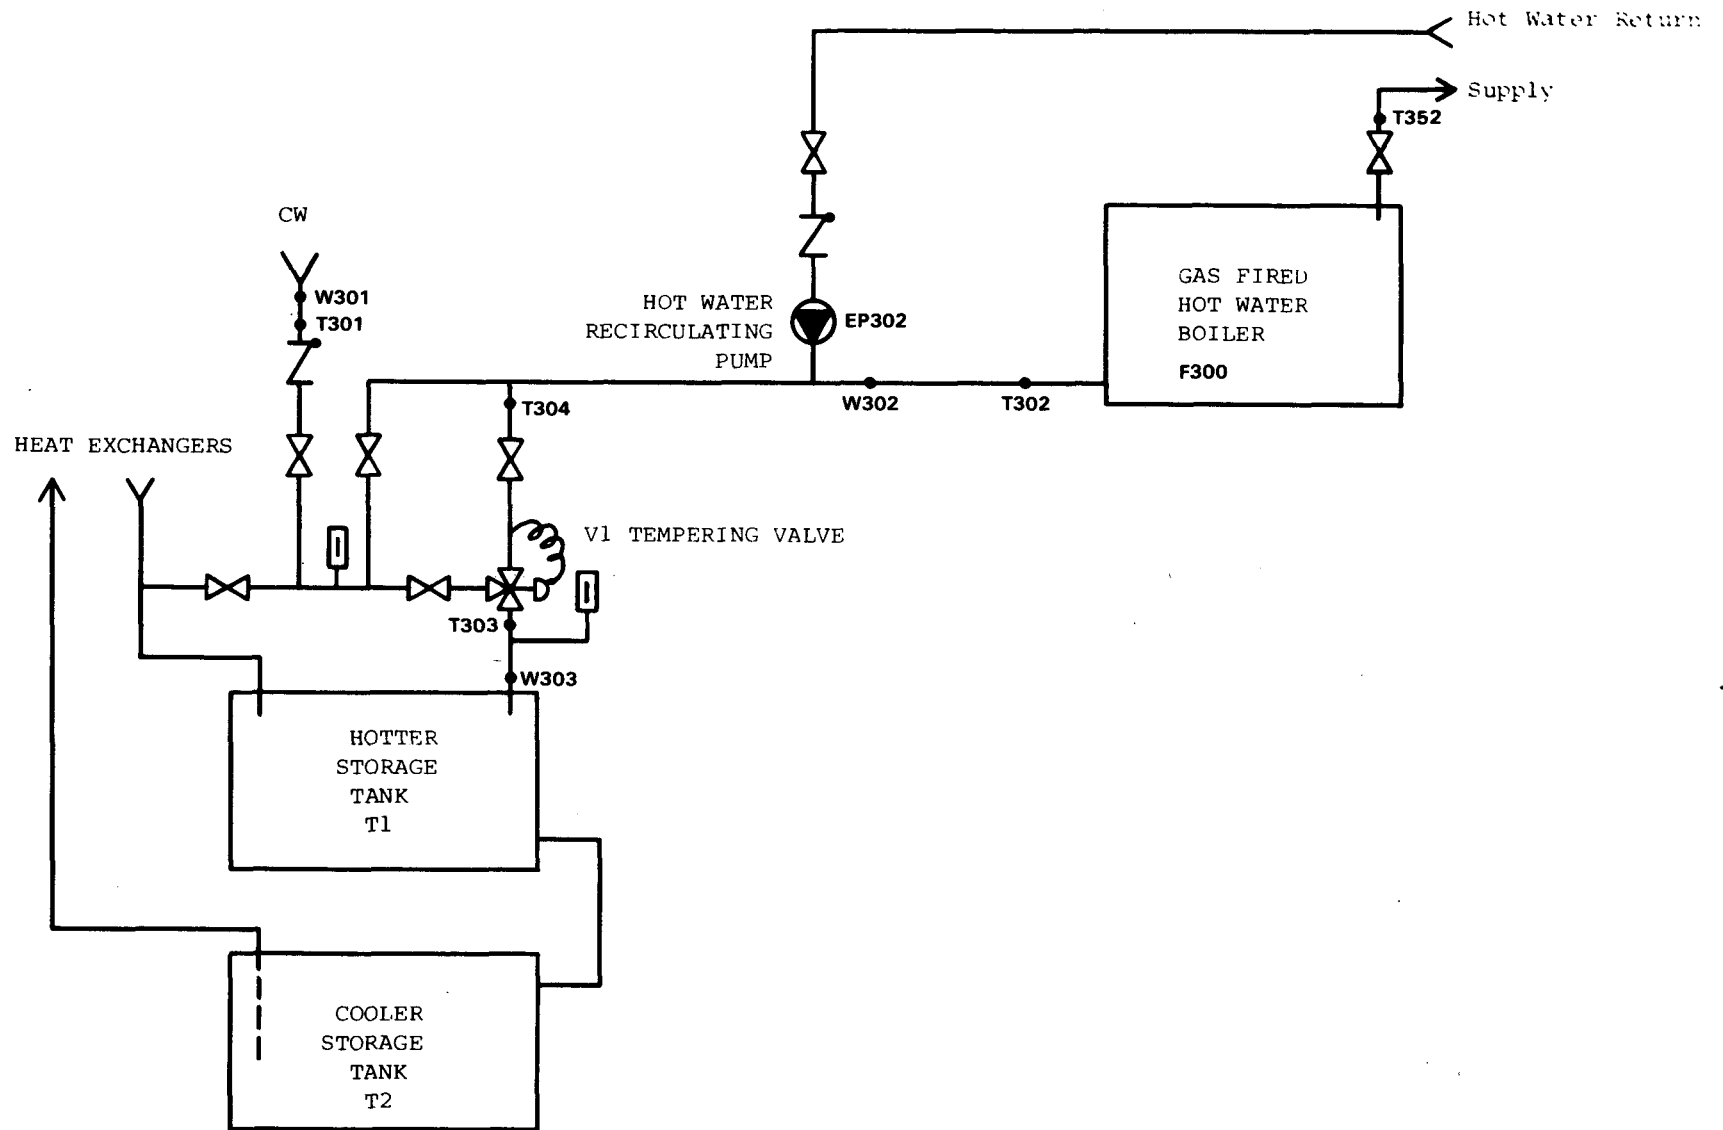 Hot Water Return
Supply
T352
CW
W301
T301
HOT WATER
RECIRCULATING
PUMP
EP302
GAS FIRED
HOT WATER
BOILER
F300
T304
W302
T302
HEAT EXCHANGERS
V1 TEMPERING VALVE
T303
W303
HOTTER
STORAGE
TANK
T1
COOLER
STORAGE
TANK
T2